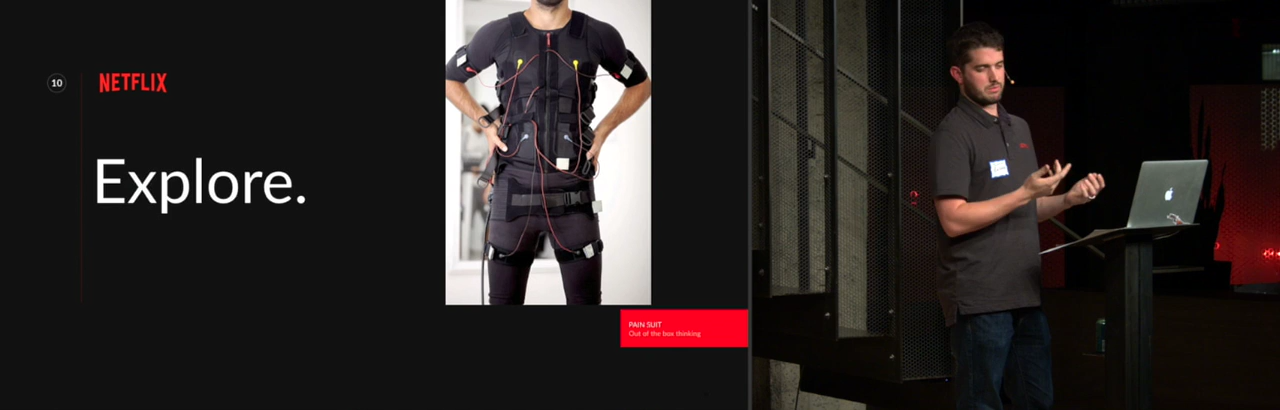 10
NETFLIX
Explore.
PAIN SUIT
Out of the box thinking